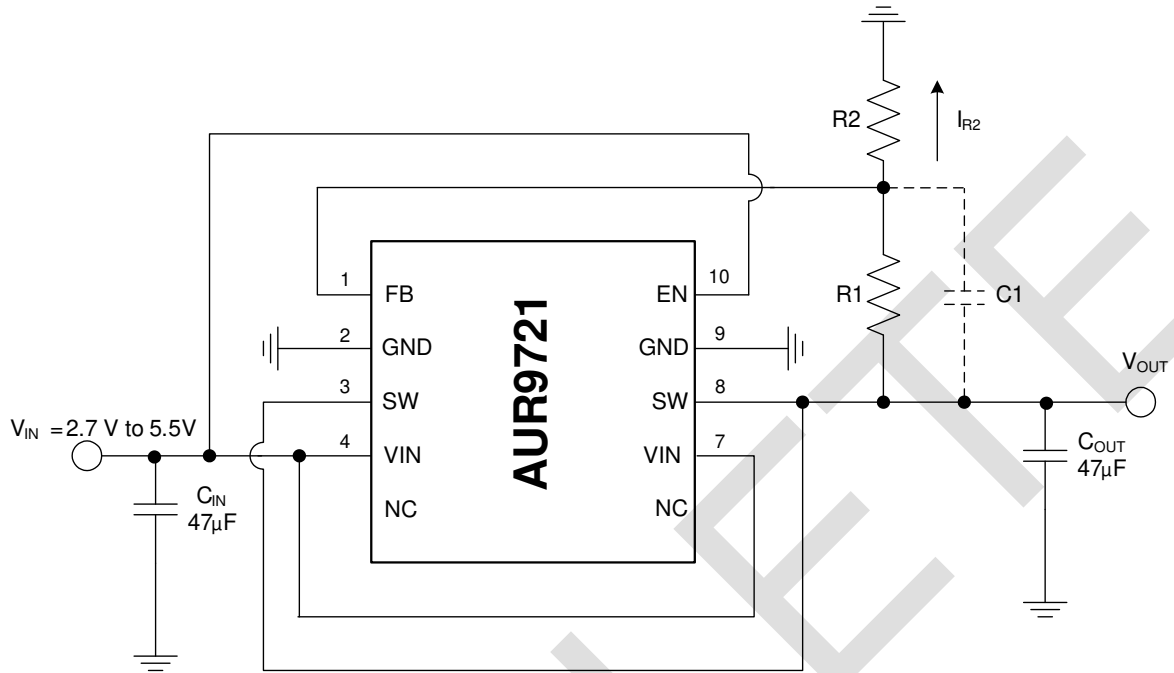 R2
I_R2
1
FB
EN
10
R1
C1
2
GND
GND
9
V_OUT
3
SW
SW
8
V_IN = 2.7 V to 5.5V
4
VIN
VIN
7
C_OUT
47µF
C_IN
47µF
NC
NC
AUR9721
ETE